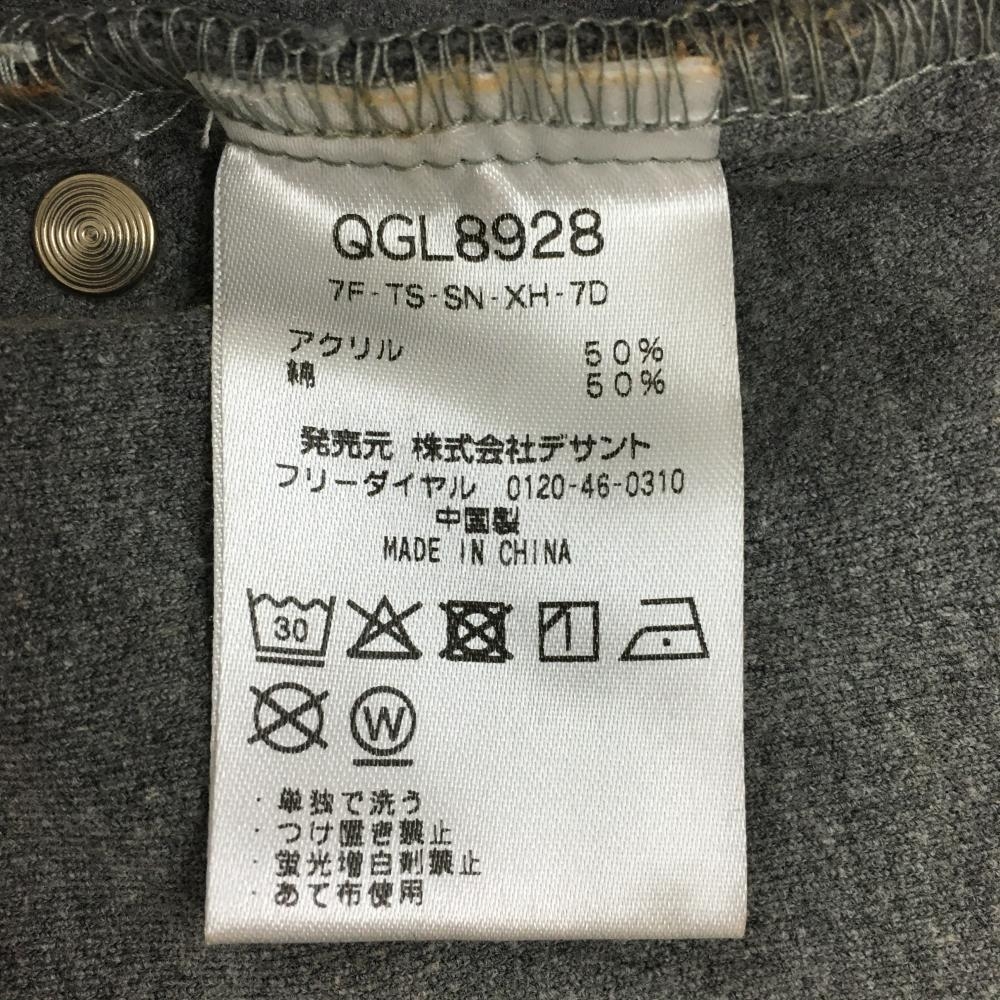 QGL8928
7F-TS-SN-XH-7D
アクリル 50%
綿 50%
発売元 株式会社デサント
フリーダイヤル 0120-46-0310
中国製
MADE IN CHINA
30
W
・単独で洗う
・つけ置き禁止
・蛍光増白剤禁止
・あて布使用